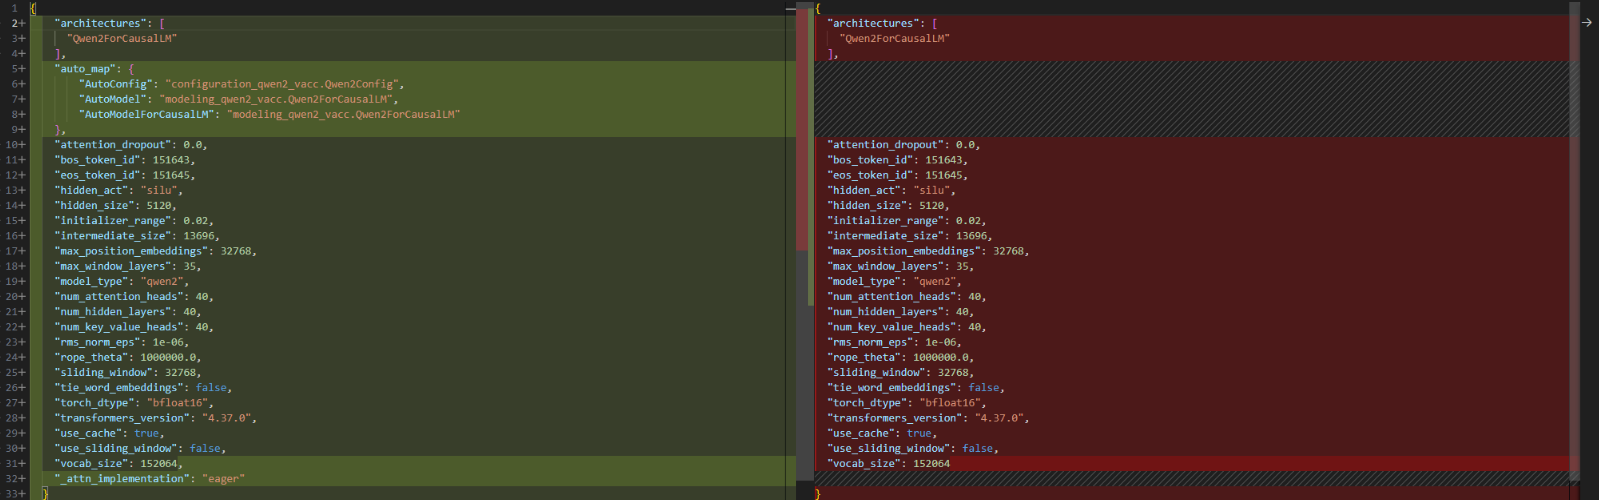 1 {
2+ "architectures": [
3+ "Qwen2ForCausalLM"
4+ ],
5+ "auto_map": {
6+ "AutoConfig": "configuration_qwen2_vacc.Qwen2Config",
7+ "AutoModel": "modeling_qwen2_vacc.Qwen2ForCausalLM",
8+ "AutoModelForCausalLM": "modeling_qwen2_vacc.Qwen2ForCausalLM"
9+ },
10+ "attention_dropout": 0.0,
11+ "bos_token_id": 151643,
12+ "eos_token_id": 151645,
13+ "hidden_act": "silu",
14+ "hidden_size": 5120,
15+ "initializer_range": 0.02,
16+ "intermediate_size": 13696,
17+ "max_position_embeddings": 32768,
18+ "max_window_layers": 35,
19+ "model_type": "qwen2",
20+ "num_attention_heads": 40,
21+ "num_hidden_layers": 40,
22+ "num_key_value_heads": 40,
23+ "rms_norm_eps": 1e-06,
24+ "rope_theta": 1000000.0,
25+ "sliding_window": 32768,
26+ "tie_word_embeddings": false,
27+ "torch_dtype": "bfloat16",
28+ "transformers_version": "4.37.0",
29+ "use_cache": true,
30+ "use_sliding_window": false,
31+ "vocab_size": 152064,
32+ "_attn_implementation": "eager"
33+ }
{
"architectures": [
"Qwen2ForCausalLM"
],
"attention_dropout": 0.0,
"bos_token_id": 151643,
"eos_token_id": 151645,
"hidden_act": "silu",
"hidden_size": 5120,
"initializer_range": 0.02,
"intermediate_size": 13696,
"max_position_embeddings": 32768,
"max_window_layers": 35,
"model_type": "qwen2",
"num_attention_heads": 40,
"num_hidden_layers": 40,
"num_key_value_heads": 40,
"rms_norm_eps": 1e-06,
"rope_theta": 1000000.0,
"sliding_window": 32768,
"tie_word_embeddings": false,
"torch_dtype": "bfloat16",
"transformers_version": "4.37.0",
"use_cache": true,
"use_sliding_window": false,
"vocab_size": 152064
}